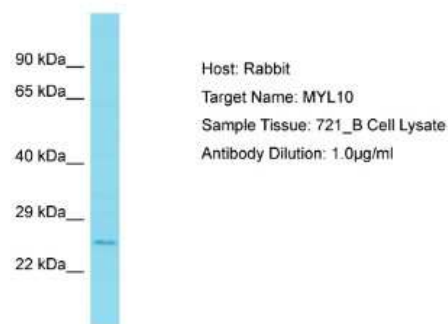 90 kDa
65 kDa
40 kDa
29 kDa
22 kDa
Host: Rabbit
Target Name: MYL10
Sample Tissue: 721_B Cell Lysate
Antibody Dilution: 1.0µg/ml